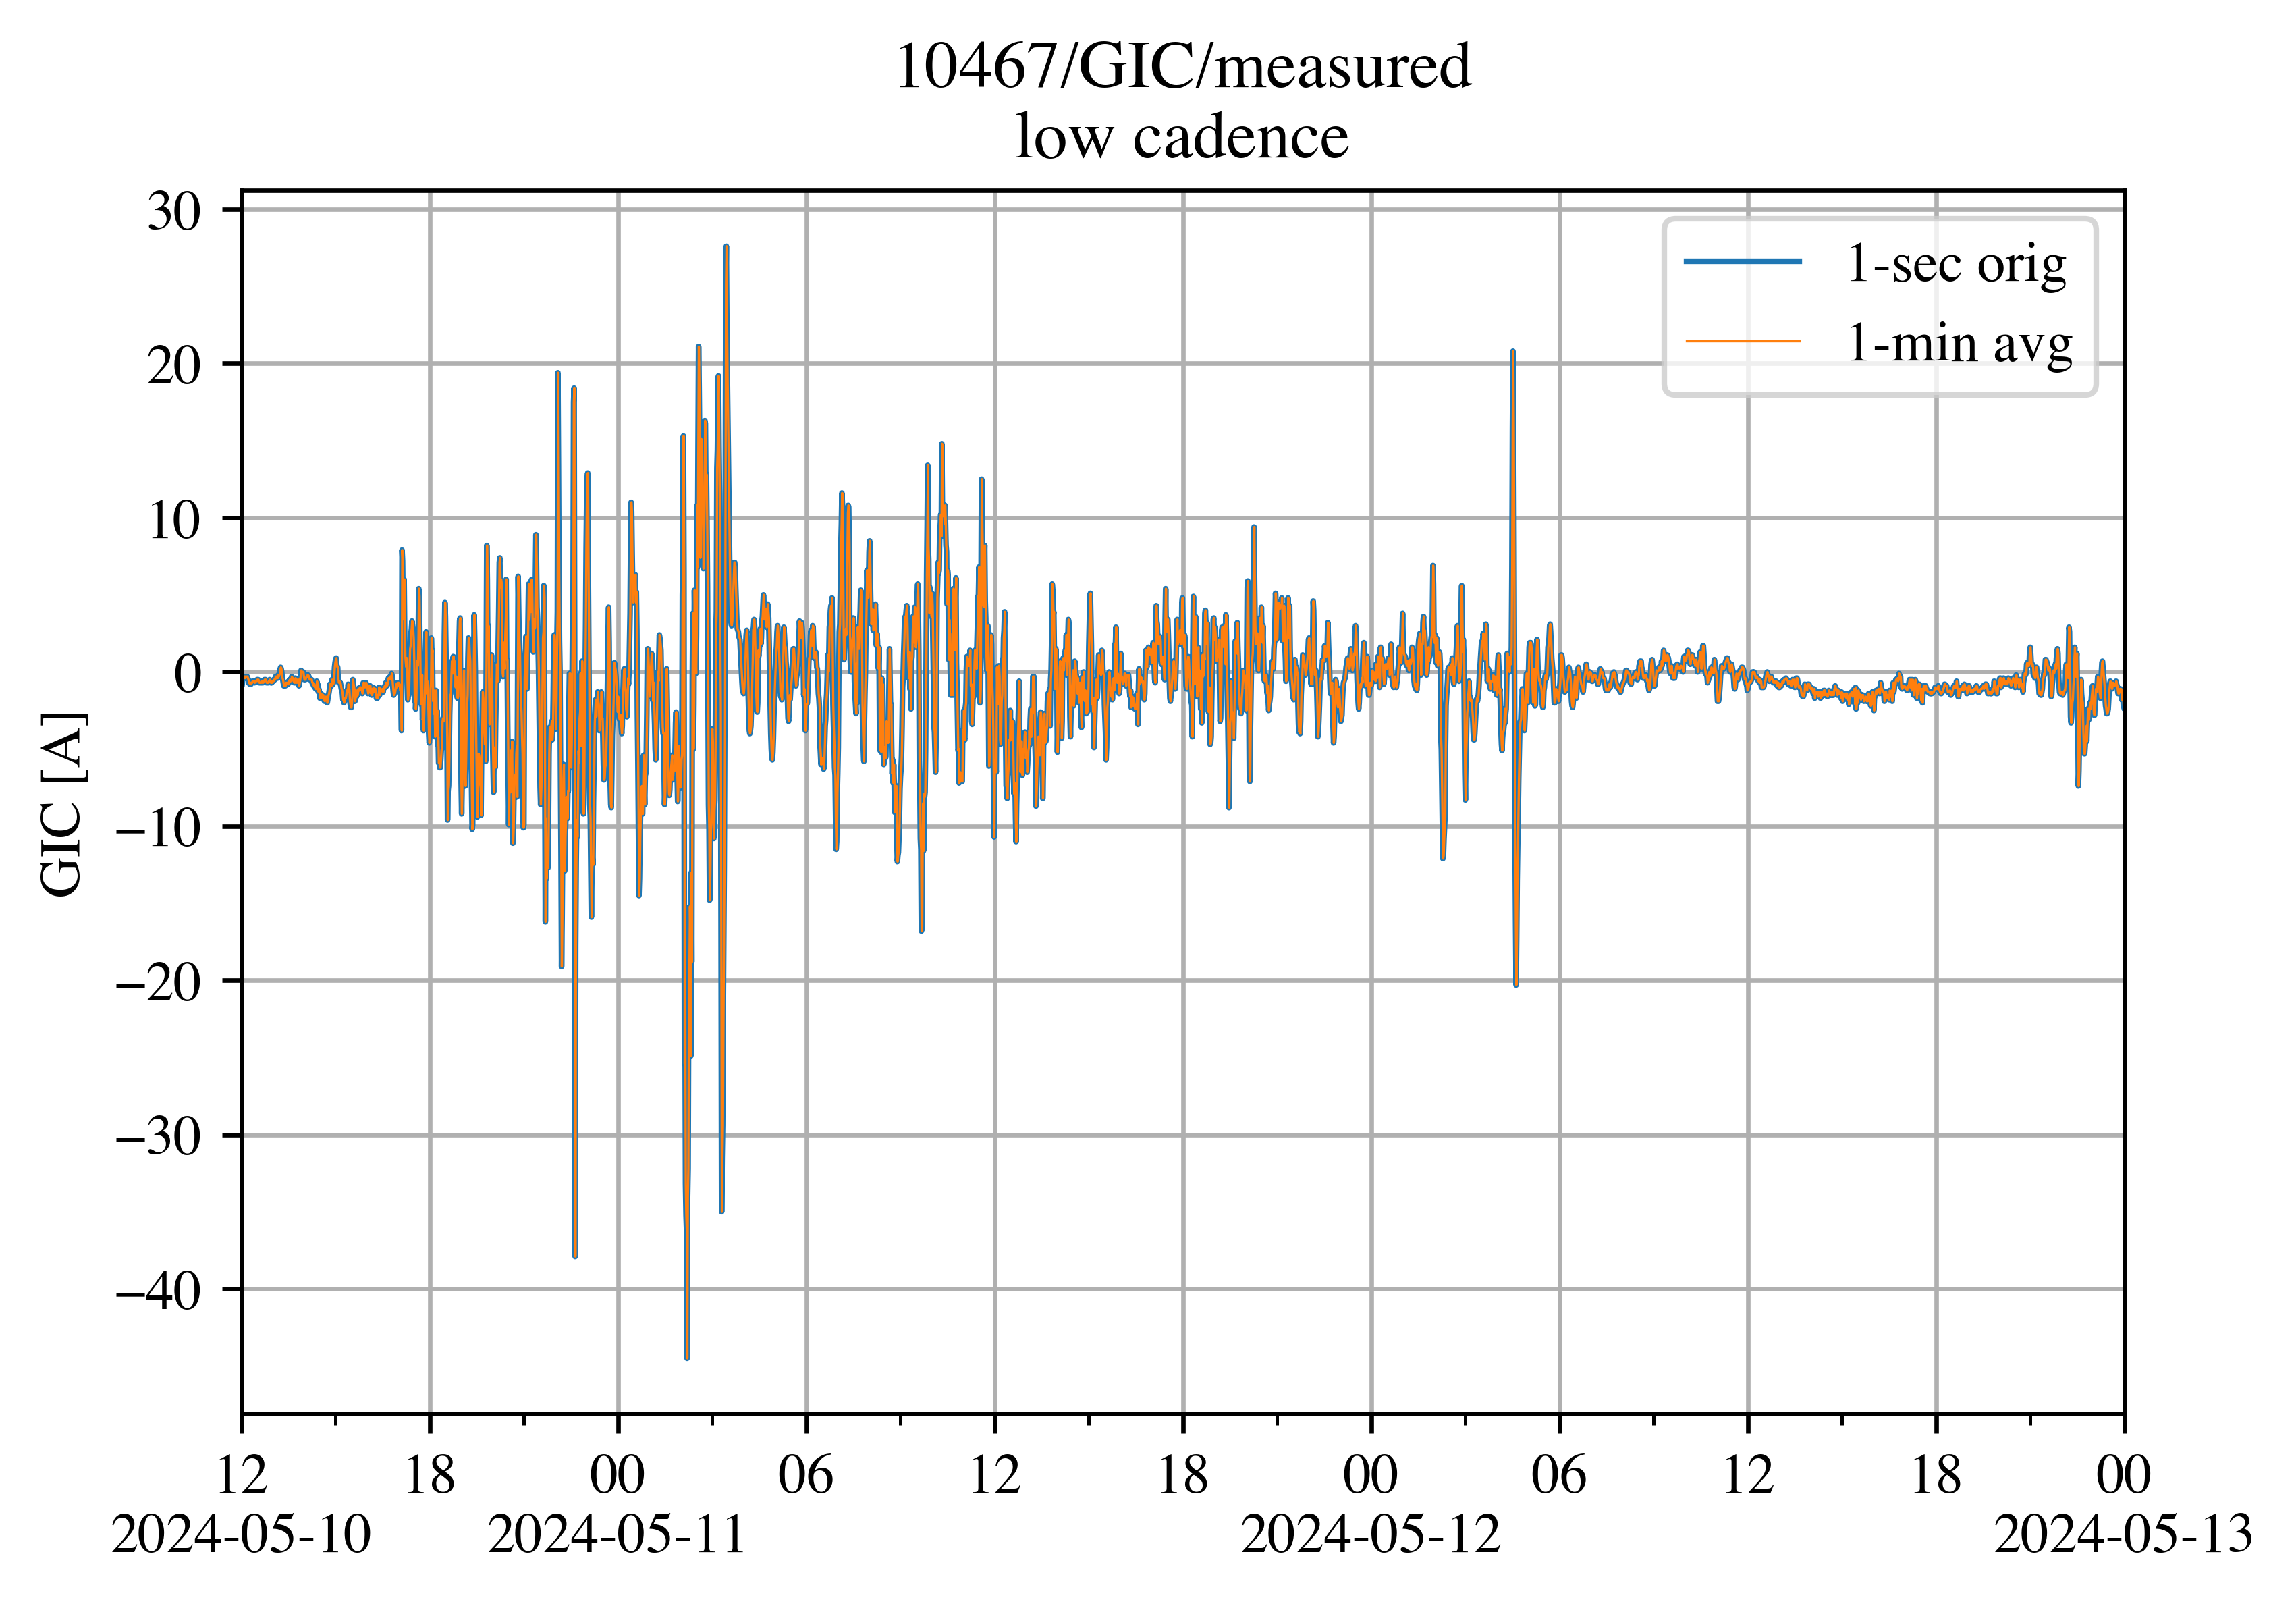 10467//GIC/measured
low cadence
30
20
10
0
−10
−20
−30
−40
GIC [A]
1-sec orig
1-min avg
12 18 00 06 12 18 00 06 12 18 00
2024-05-10 2024-05-11 2024-05-12 2024-05-13